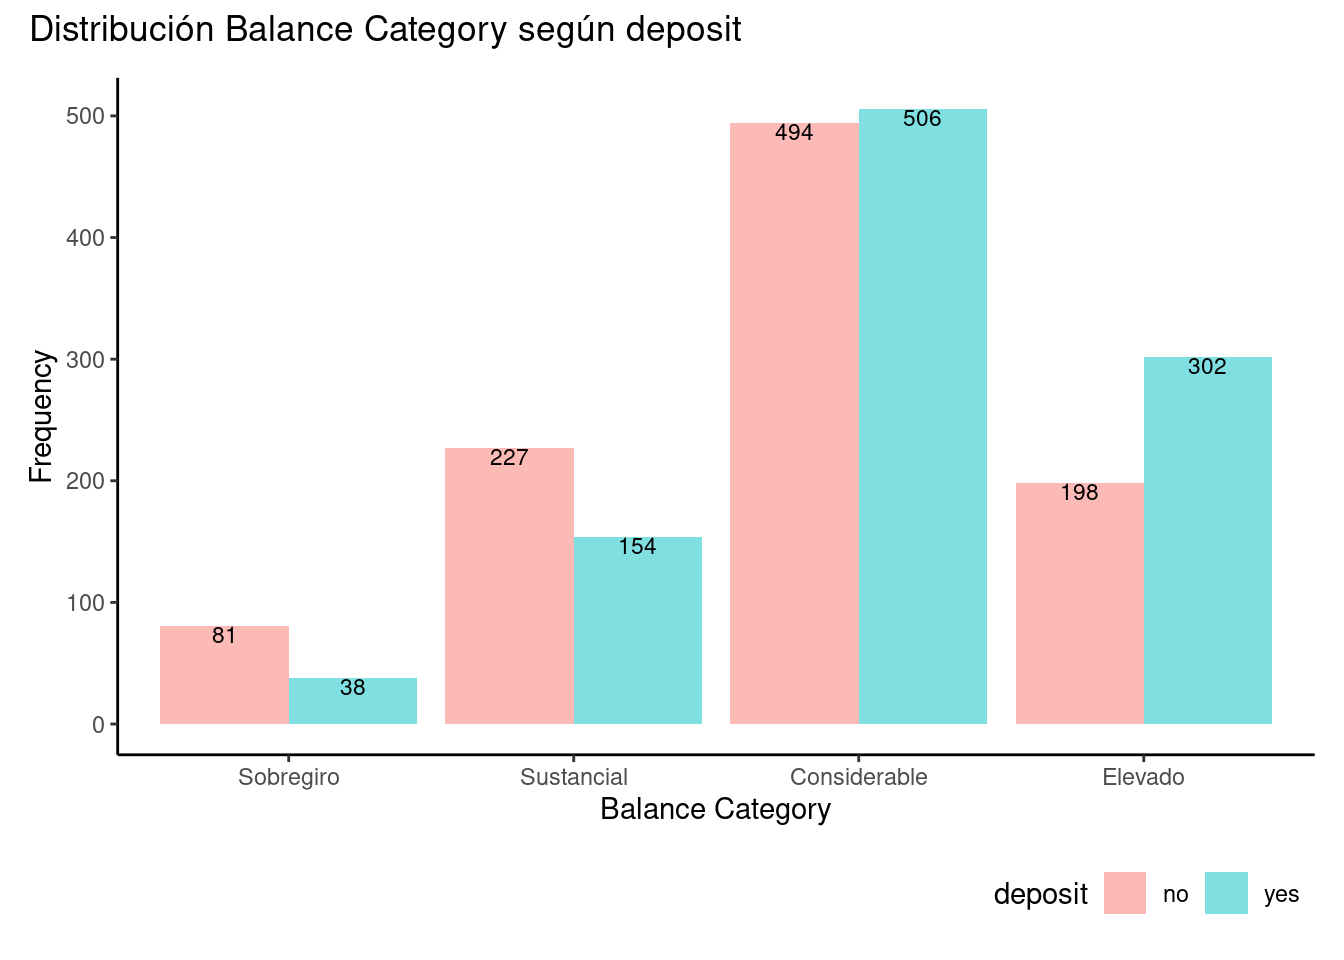 Distribución Balance Category según deposit
Frequency
500
400
300
200
100
0
81
38
227
154
494
506
198
302
Sobregiro
Sustancial
Considerable
Elevado
Balance Category
deposit no yes